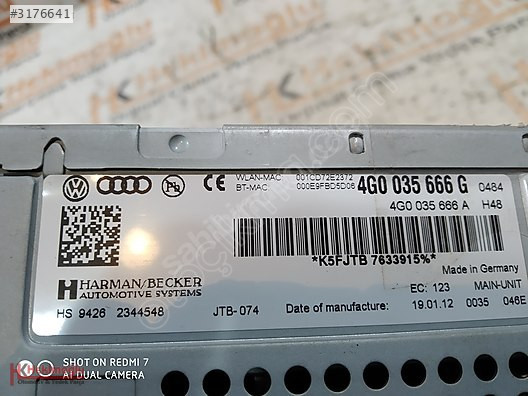 #3176641
WLAN-MAC: 001CD72E2372
BT-MAC: 000E9FBD5D06
4G0 035 666 G 0484
4G0 035 666 A H48
*K5FJTB 7633915%*
Made in Germany
HARMAN/BECKER
AUTOMOTIVE SYSTEMS
EC: 123 MAIN-UNIT
HS 9426 2344548 JTB-074 Date of manufacture: 19.01.12 0035 046E
SHOT ON REDMI 7
AI DUAL CAMERA